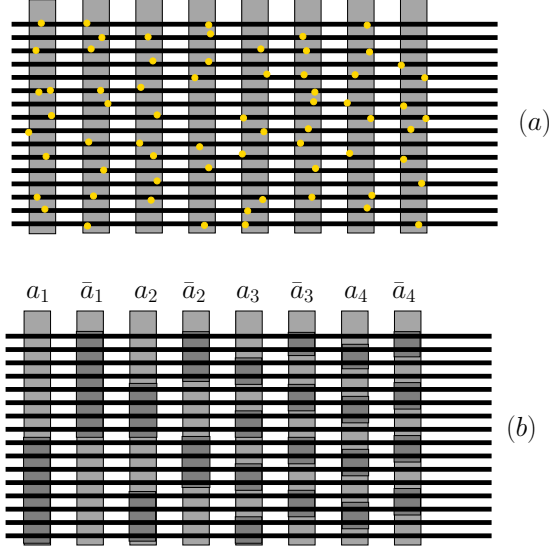 (a)
a₁ ā₁ a₂ ā₂ a₃ ā₃ a₄ ā₄
(b)